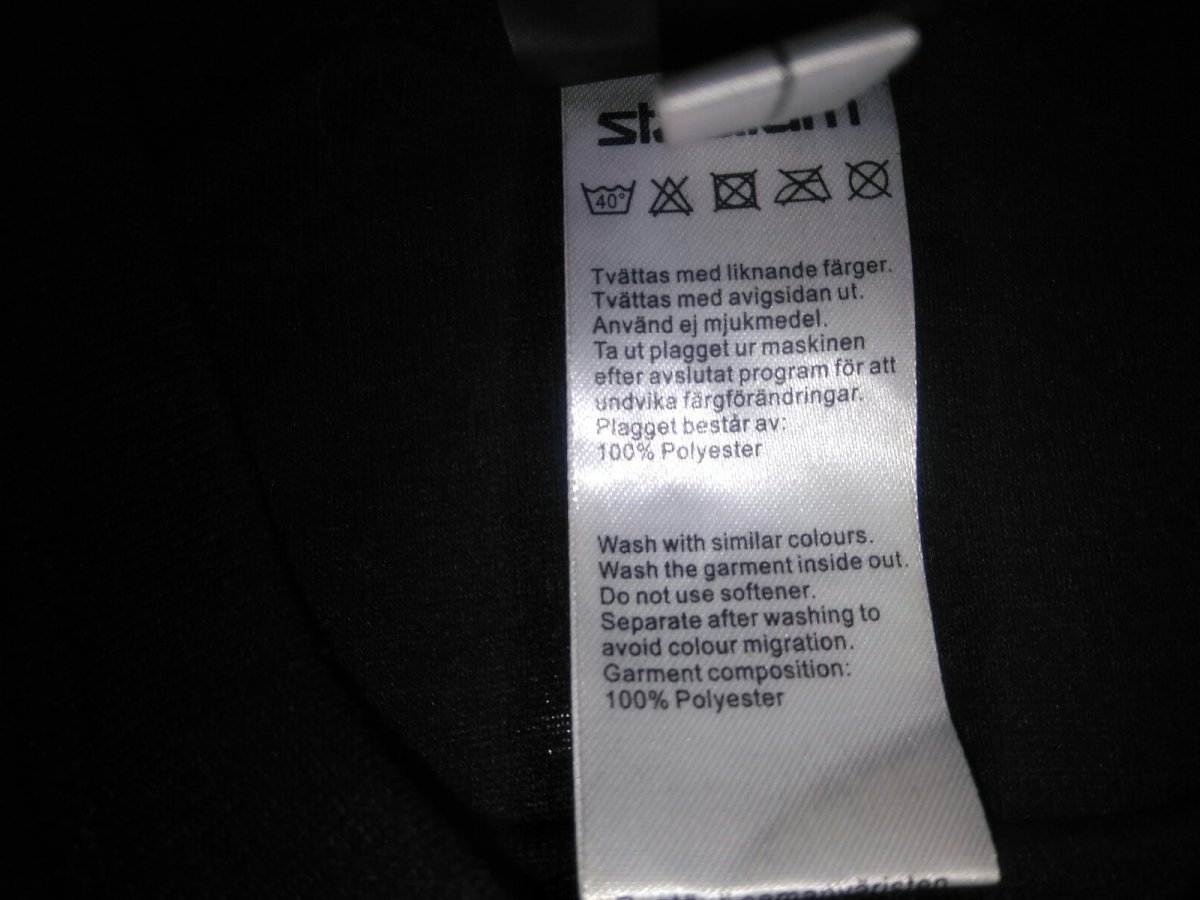 40°
Tvättas med liknande färger.
Tvättas med avigsidan ut.
Använd ej mjukmedel.
Ta ut plagget ur maskinen
efter avslutat program för att
undvika färgförändringar.
Plagget består av:
100% Polyester
Wash with similar colours.
Wash the garment inside out.
Do not use softener.
Separate after washing to
avoid colour migration.
Garment composition:
100% Polyester